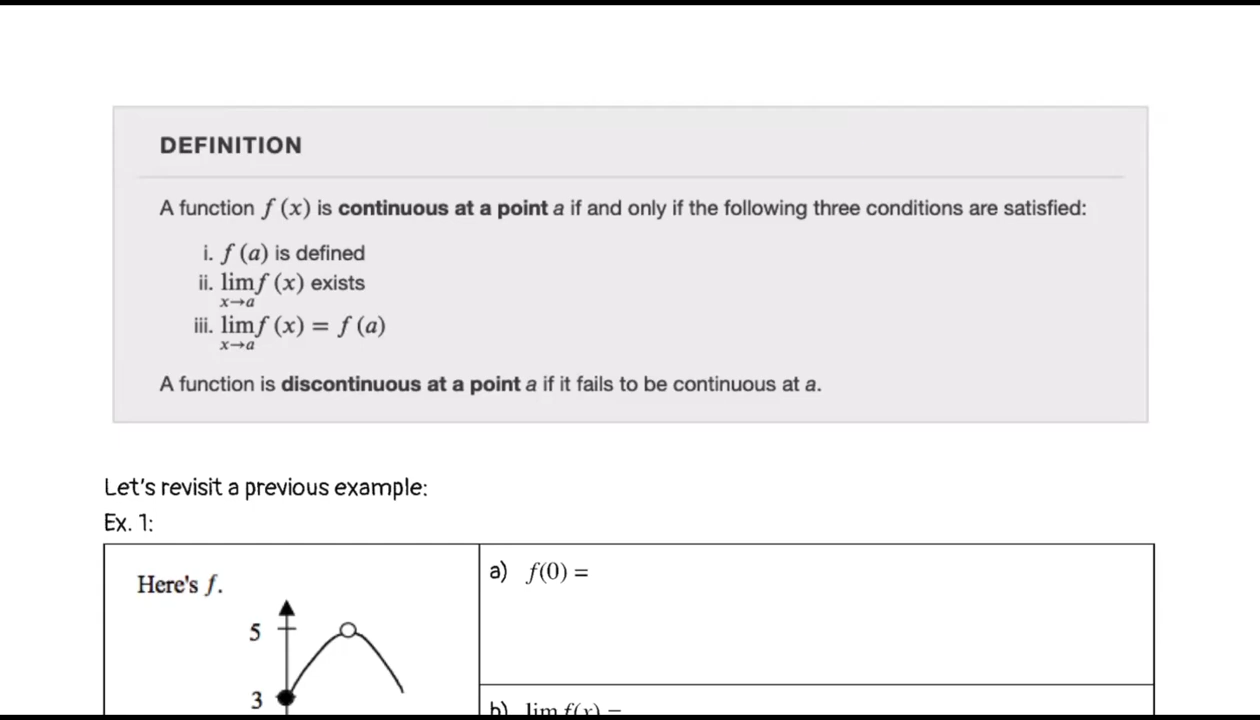 DEFINITION
A function f (x) is continuous at a point a if and only if the following three conditions are satisfied:
i. f (a) is defined
ii. lim f (x) exists
x→a
iii. lim f (x) = f (a)
x→a
A function is discontinuous at a point a if it fails to be continuous at a.
Let's revisit a previous example:
Ex. 1:
Here's f.
a) f(0) =
5
3
b) lim f(x) =